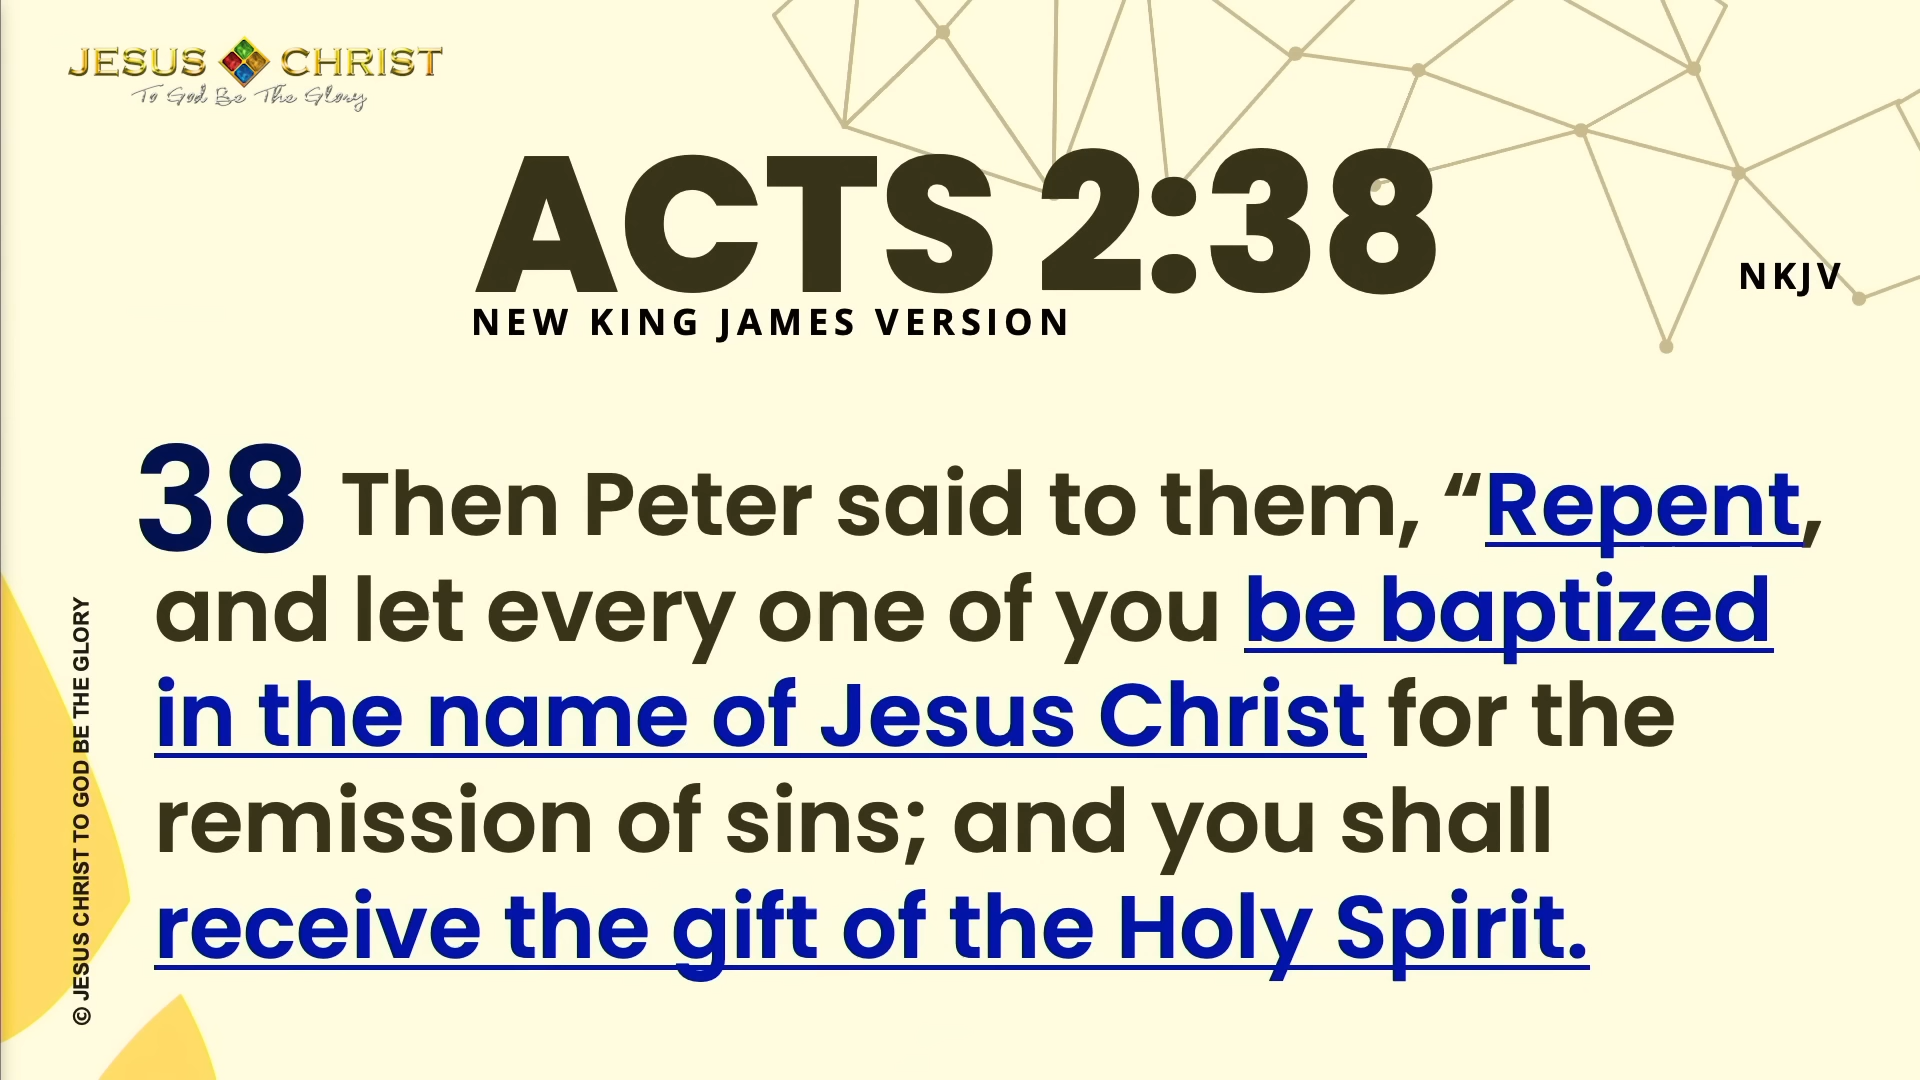 JESUS CHRIST
To God Be The Glory
ACTS 2:38
NKJV
NEW KING JAMES VERSION
38 Then Peter said to them, “Repent,
and let every one of you be baptized
in the name of Jesus Christ for the
remission of sins; and you shall
receive the gift of the Holy Spirit.
© JESUS CHRIST TO GOD BE THE GLORY